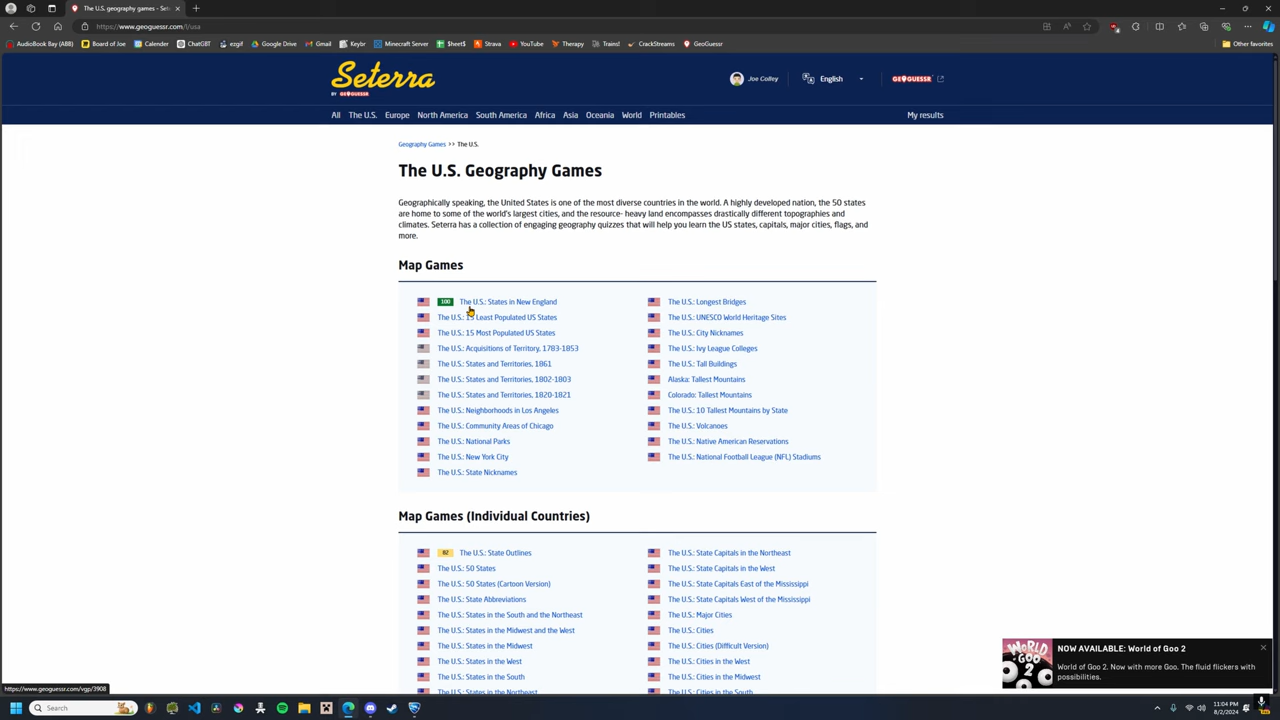 The U.S. geography games - Set
https://www.geoguessr.com/l/usa
AudioBook Bay (ABB)
Board of Joe
Calender
ChatGBT
ezgif
Google Drive
Gmail
Keybr
Minecraft Server
$heet$
Strava
YouTube
Therapy
Trains!
CrackStreams
GeoGuessr
Other favorites
Seterra
BY GEOGUESSR
Joe Colley
English
GEOGUESSR
All The U.S. Europe North America South America Africa Asia Oceania World Printables
My results
Geography Games >> The U.S.
The U.S. Geography Games
Geographically speaking, the United States is one of the most diverse countries in the world. A highly developed nation, the 50 states
are home to some of the world's largest cities, and the resource- heavy land encompasses drastically different topographies and
climates. Seterra has a collection of engaging geography quizzes that will help you learn the US states, capitals, major cities, flags, and
more.
Map Games
100 The U.S.: States in New England
The U.S.: 15 Least Populated US States
The U.S.: 15 Most Populated US States
The U.S.: Acquisitions of Territory, 1783-1853
The U.S.: States and Territories, 1861
The U.S.: States and Territories, 1802-1803
The U.S.: States and Territories, 1820-1821
The U.S.: Neighborhoods in Los Angeles
The U.S.: Community Areas of Chicago
The U.S.: National Parks
The U.S.: New York City
The U.S.: State Nicknames
The U.S.: Longest Bridges
The U.S.: UNESCO World Heritage Sites
The U.S.: City Nicknames
The U.S.: Ivy League Colleges
The U.S.: Tall Buildings
Alaska: Tallest Mountains
Colorado: Tallest Mountains
The U.S.: 10 Tallest Mountains by State
The U.S.: Volcanoes
The U.S.: Native American Reservations
The U.S.: National Football League (NFL) Stadiums
Map Games (Individual Countries)
82 The U.S.: State Outlines
The U.S.: 50 States
The U.S.: 50 States (Cartoon Version)
The U.S.: State Abbreviations
The U.S.: States in the South and the Northeast
The U.S.: States in the Midwest and the West
The U.S.: States in the Midwest
The U.S.: States in the West
The U.S.: States in the South
The U.S.: States in the Northeast
The U.S.: State Capitals in the Northeast
The U.S.: State Capitals in the West
The U.S.: State Capitals East of the Mississippi
The U.S.: State Capitals West of the Mississippi
The U.S.: Major Cities
The U.S.: Cities
The U.S.: Cities (Difficult Version)
The U.S.: Cities in the West
The U.S.: Cities in the Midwest
The U.S.: Cities in the South
WORLD OF GOO 2
NOW AVAILABLE: World of Goo 2
World of Goo 2. Now with more Goo. The fluid flickers with
possibilities.
https://www.geoguessr.com/vgp/3908
Search
11:04 PM
8/2/2024